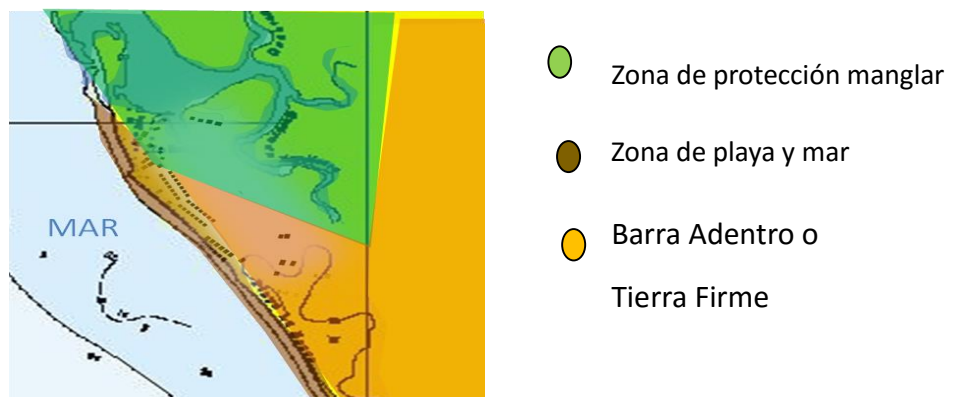 MAR
Zona de protección manglar
Zona de playa y mar
Barra Adentro o
Tierra Firme